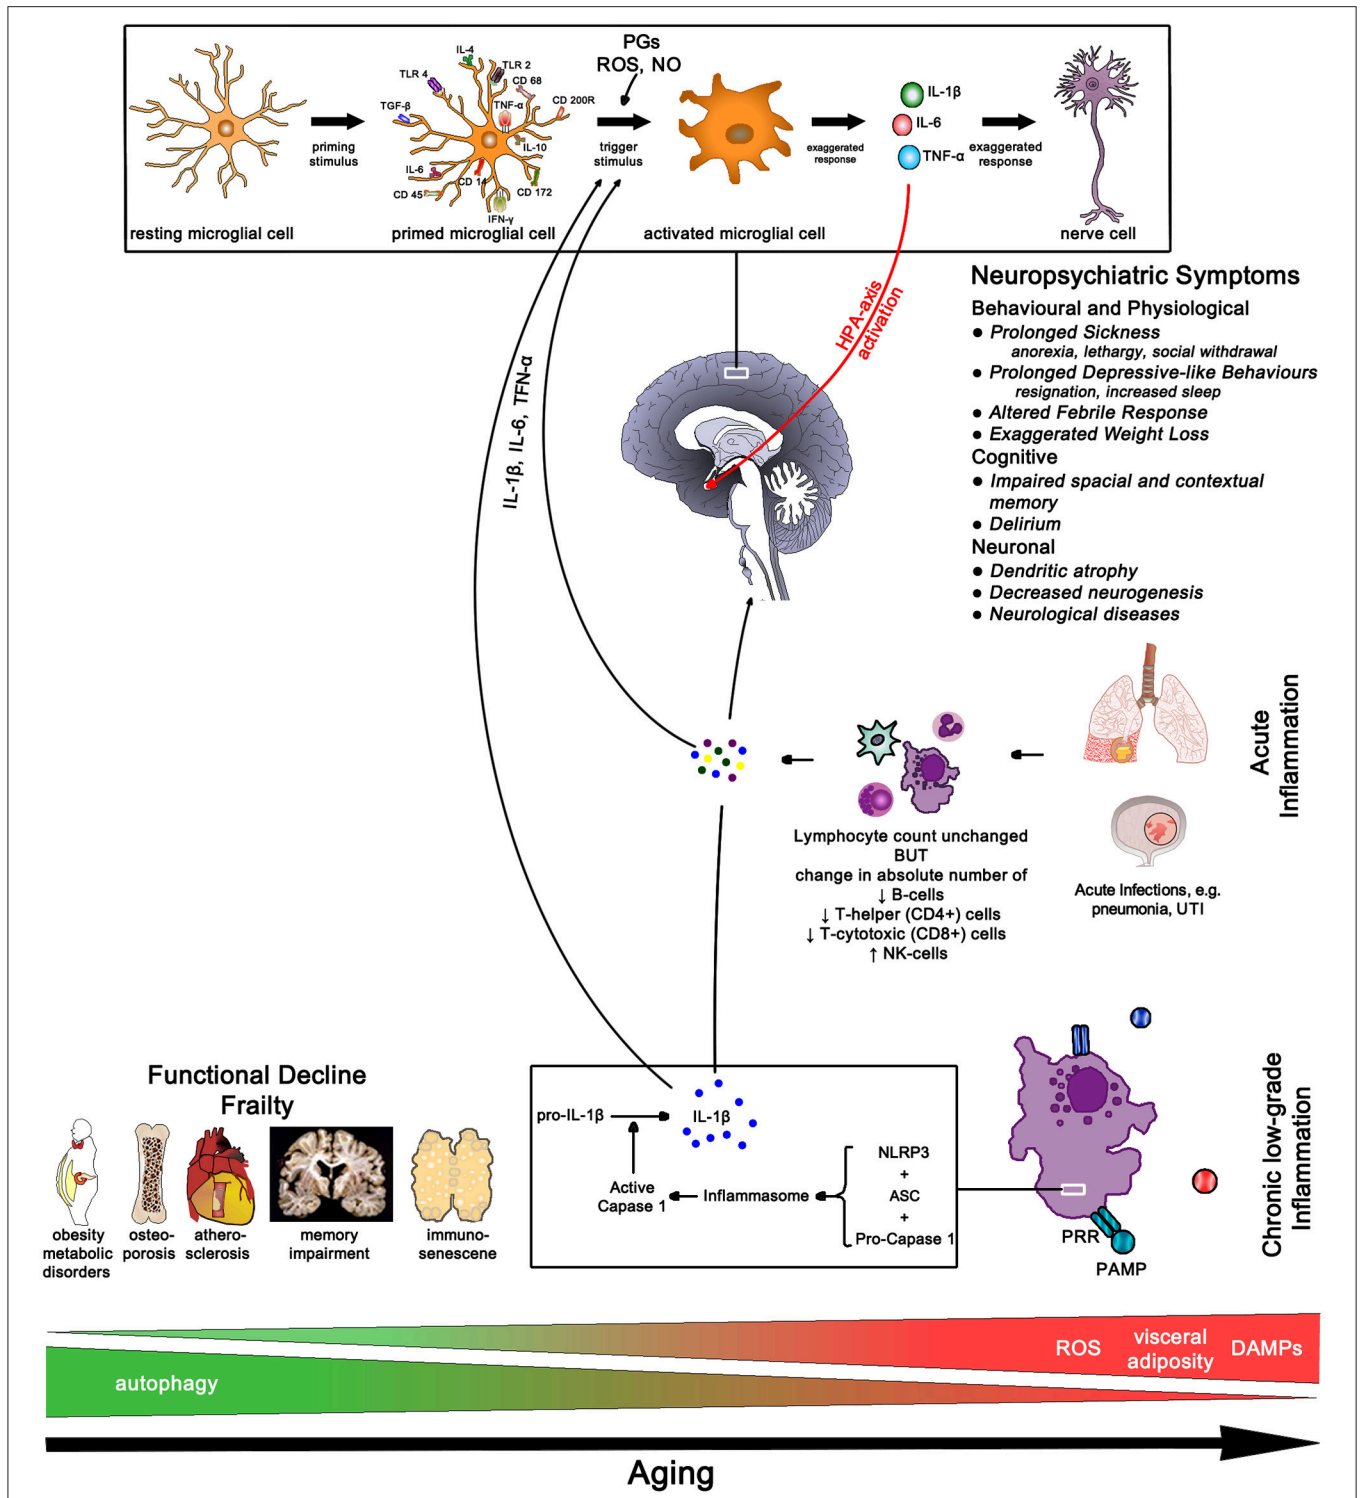 PGs
ROS, NO
IL-4
TLR 4
TLR 2
CD 68
TGF-β
TNF-α
CD 200R
IL-10
IL-6
CD 14
CD 45
CD 172
IFN-γ
priming
stimulus
trigger
stimulus
exaggerated
response
IL-1β
IL-6
TNF-α
exaggerated
response
resting microglial cell
primed microglial cell
activated microglial cell
nerve cell
HPA-axis
activation
IL-1β, IL-6, TFN-α
Neuropsychiatric Symptoms
Behavioural and Physiological
● Prolonged Sickness
anorexia, lethargy, social withdrawal
● Prolonged Depressive-like Behaviours
resignation, increased sleep
● Altered Febrile Response
● Exaggerated Weight Loss
Cognitive
● Impaired spacial and contextual
memory
● Delirium
Neuronal
● Dendritic atrophy
● Decreased neurogenesis
● Neurological diseases
Acute
Inflammation
Lymphocyte count unchanged
BUT
change in absolute number of
↓ B-cells
↓ T-helper (CD4+) cells
↓ T-cytotoxic (CD8+) cells
↑ NK-cells
Acute Infections, e.g.
pneumonia, UTI
Functional Decline
Frailty
obesity
metabolic
disorders
osteo-
porosis
athero-
sclerosis
memory
impairment
immuno-
senescene
pro-IL-1β
IL-1β
Active
Capase 1
Inflammasome
NLRP3
+
ASC
+
Pro-Capase 1
PRR
PAMP
Chronic low-grade
Inflammation
ROS
visceral
adiposity
DAMPs
autophagy
Aging